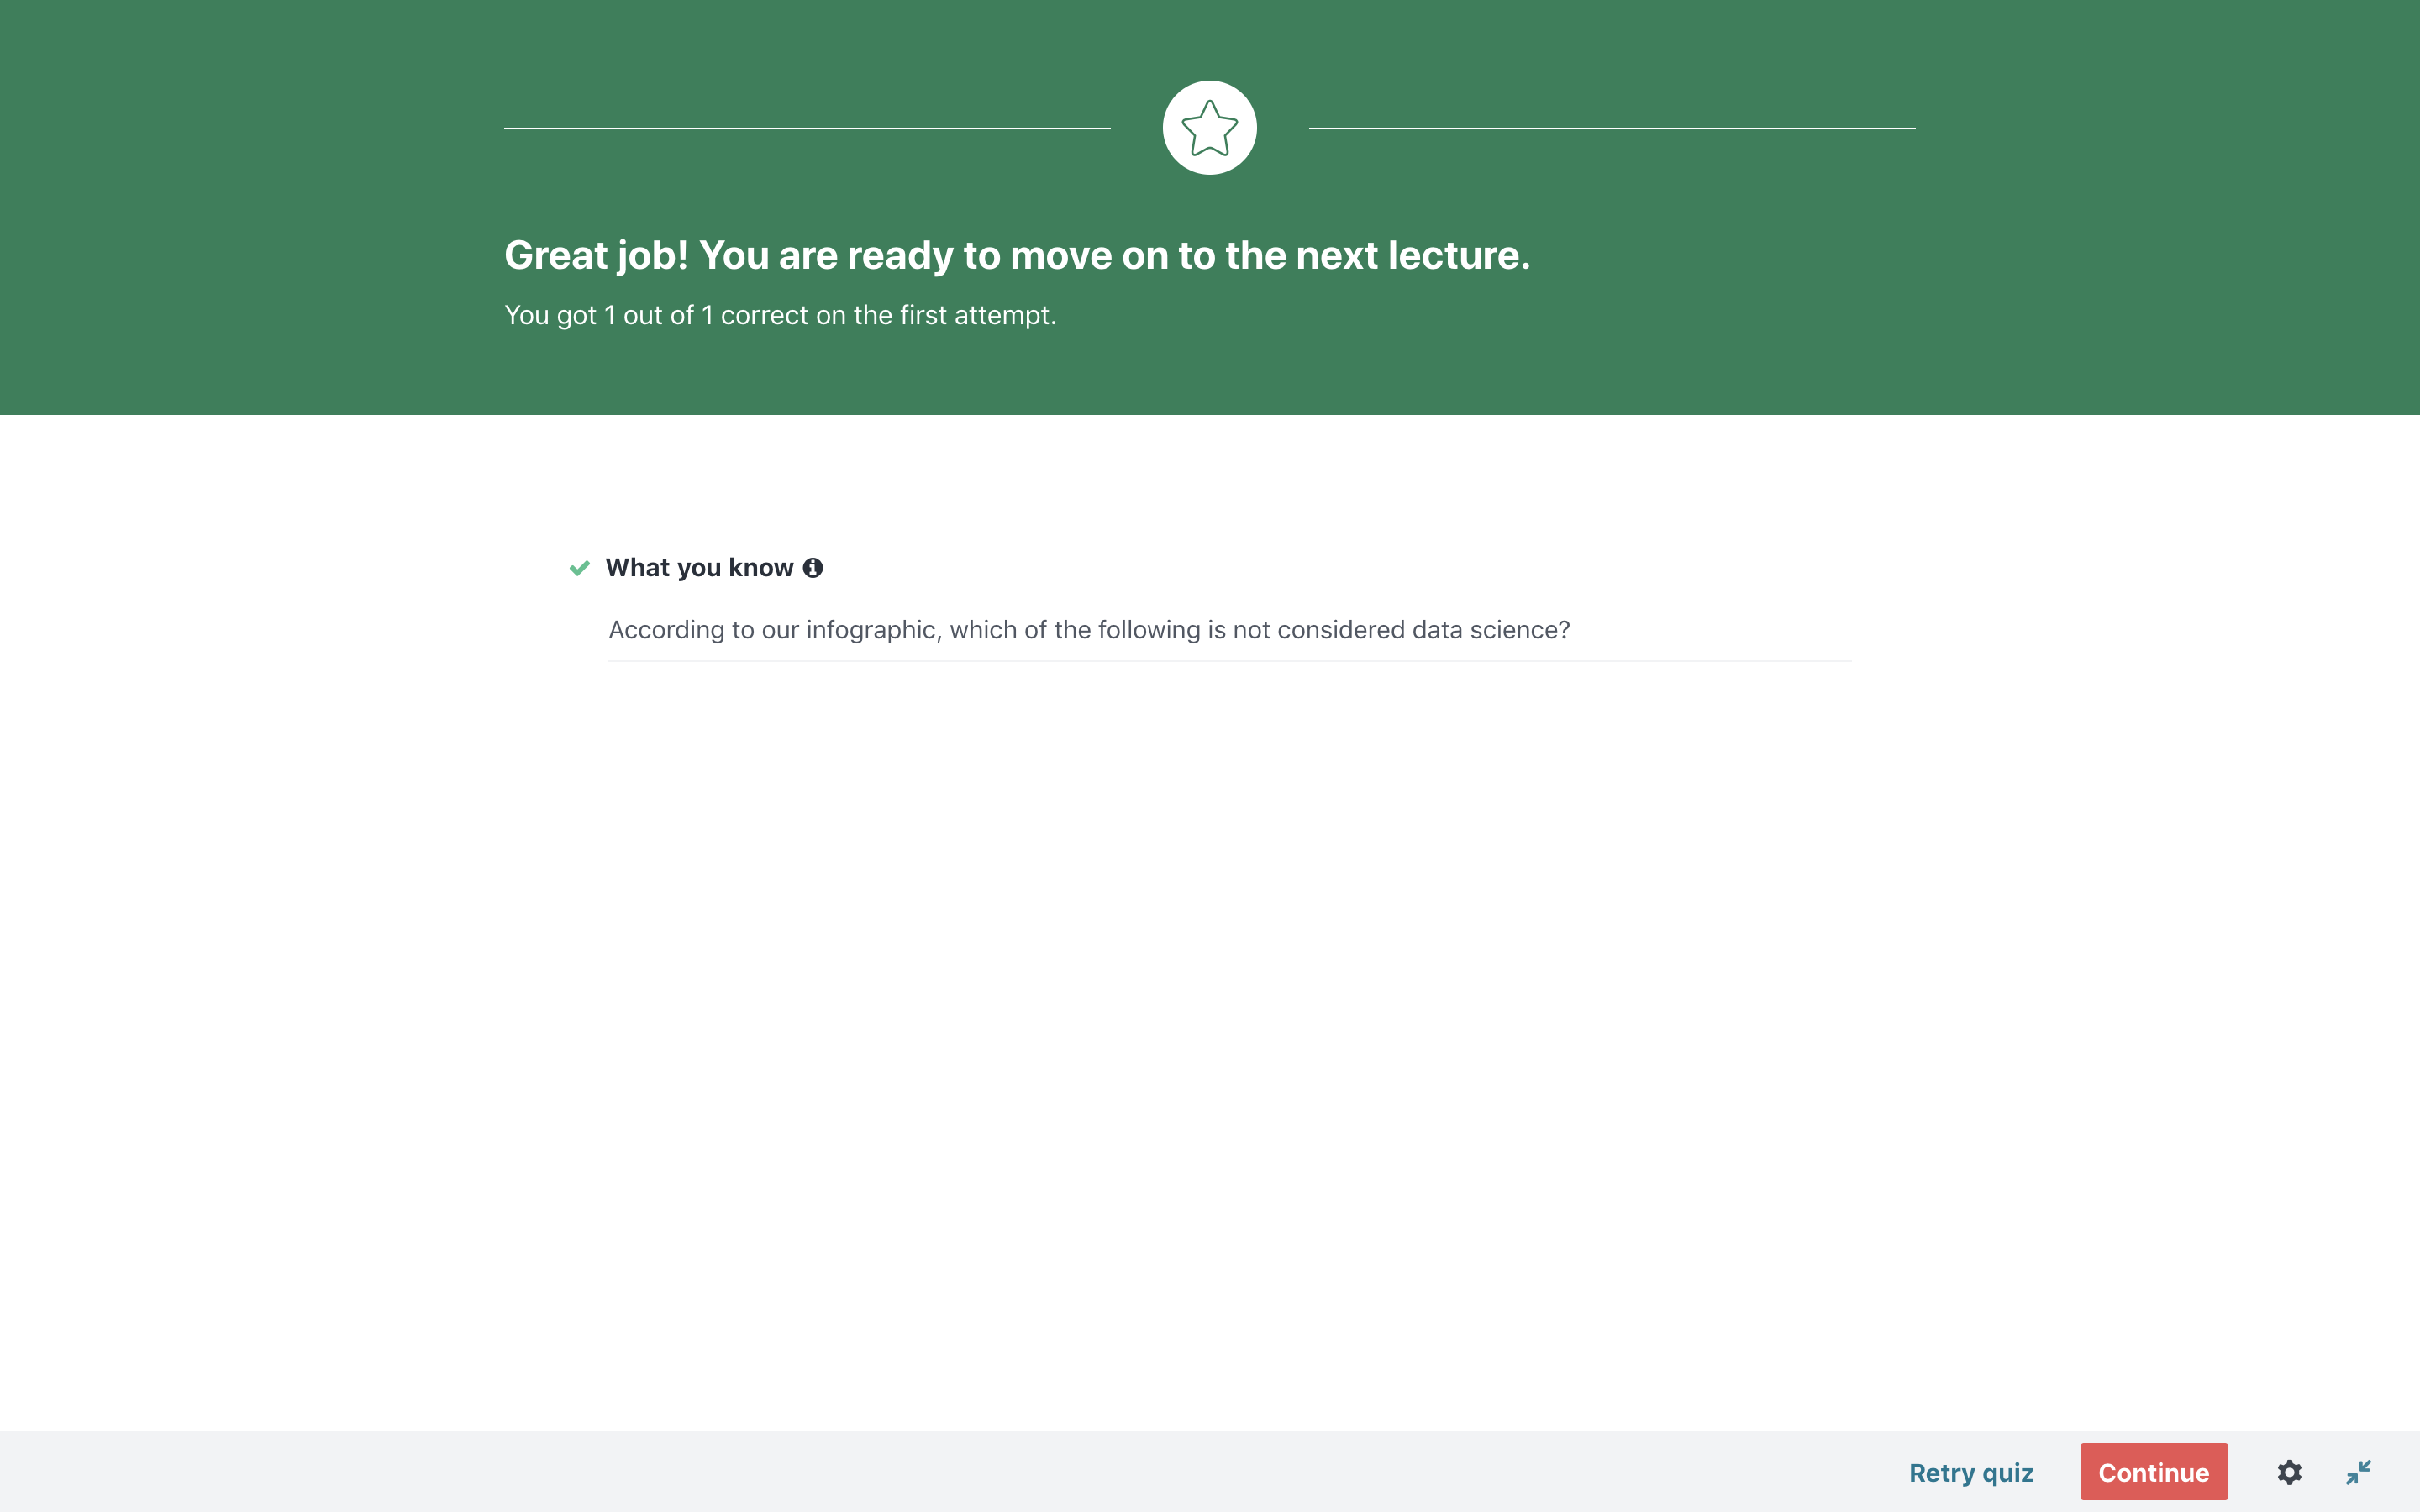 Great job! You are ready to move on to the next lecture.
You got 1 out of 1 correct on the first attempt.
What you know
According to our infographic, which of the following is not considered data science?
Retry quiz
Continue